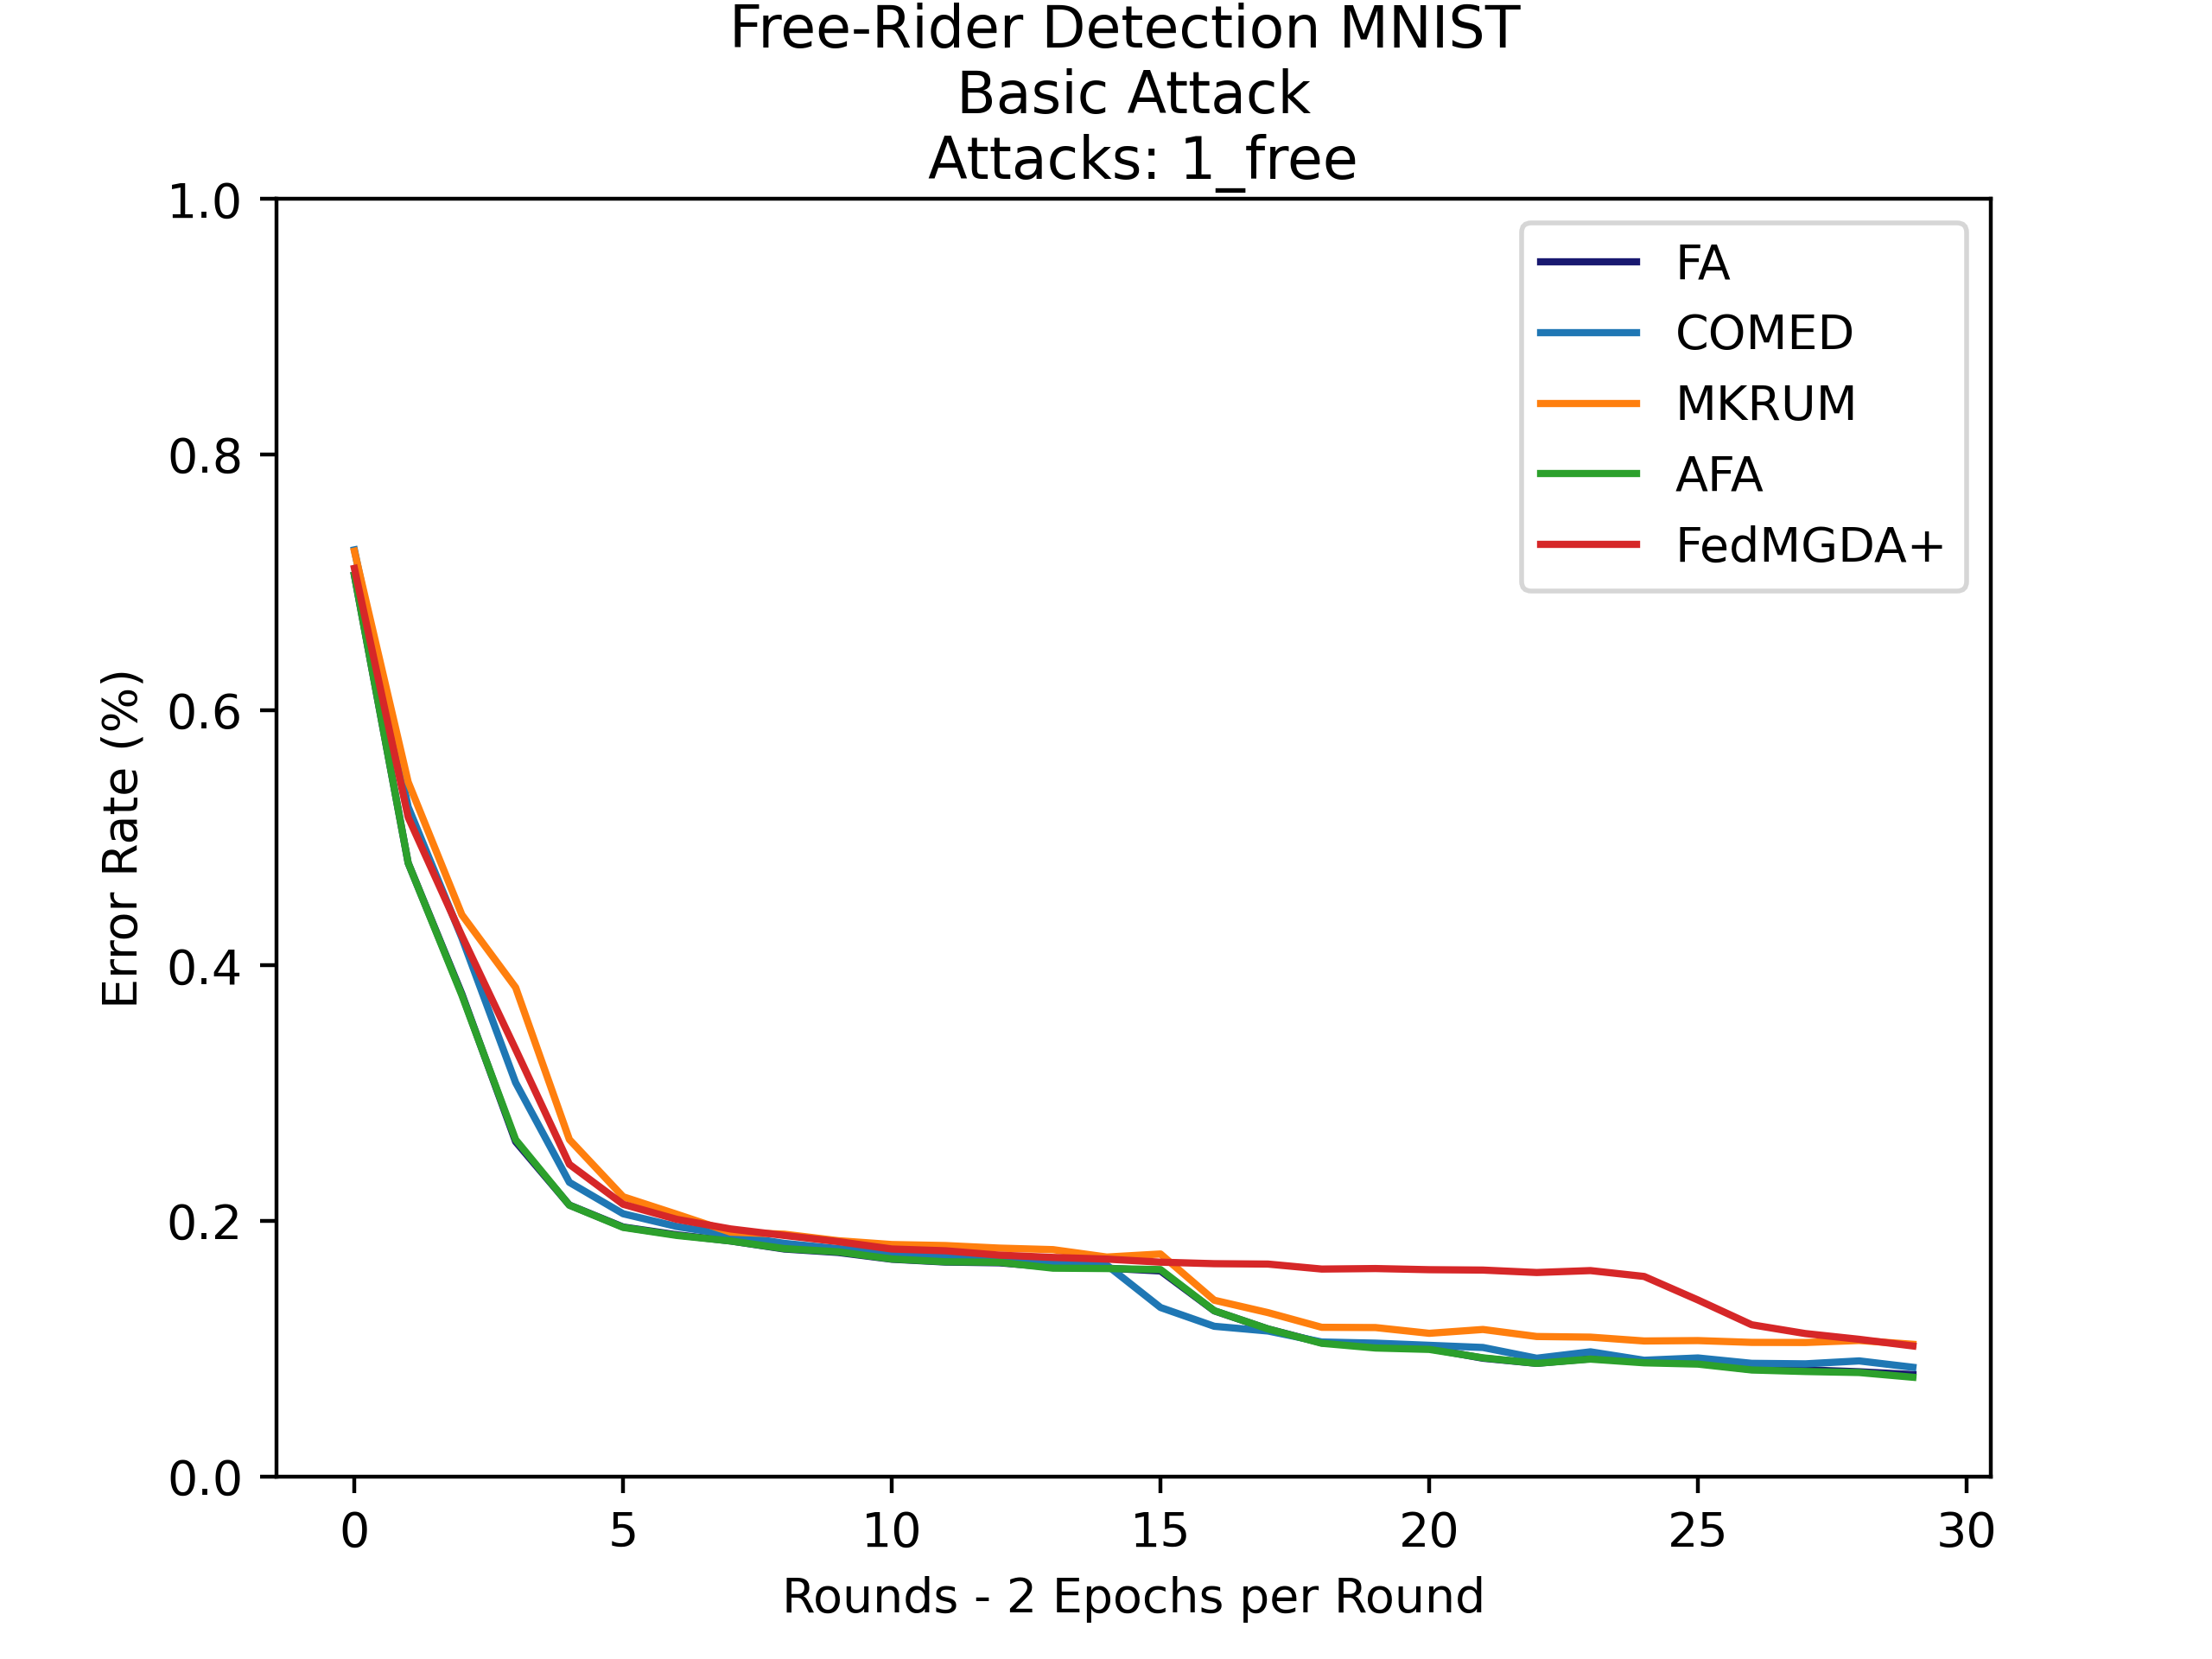 Free-Rider Detection MNIST
Basic Attack
Attacks: 1_free
1.0
0.8
0.6
0.4
0.2
0.0
Error Rate (%)
FA
COMED
MKRUM
AFA
FedMGDA+
0 5 10 15 20 25 30
Rounds - 2 Epochs per Round